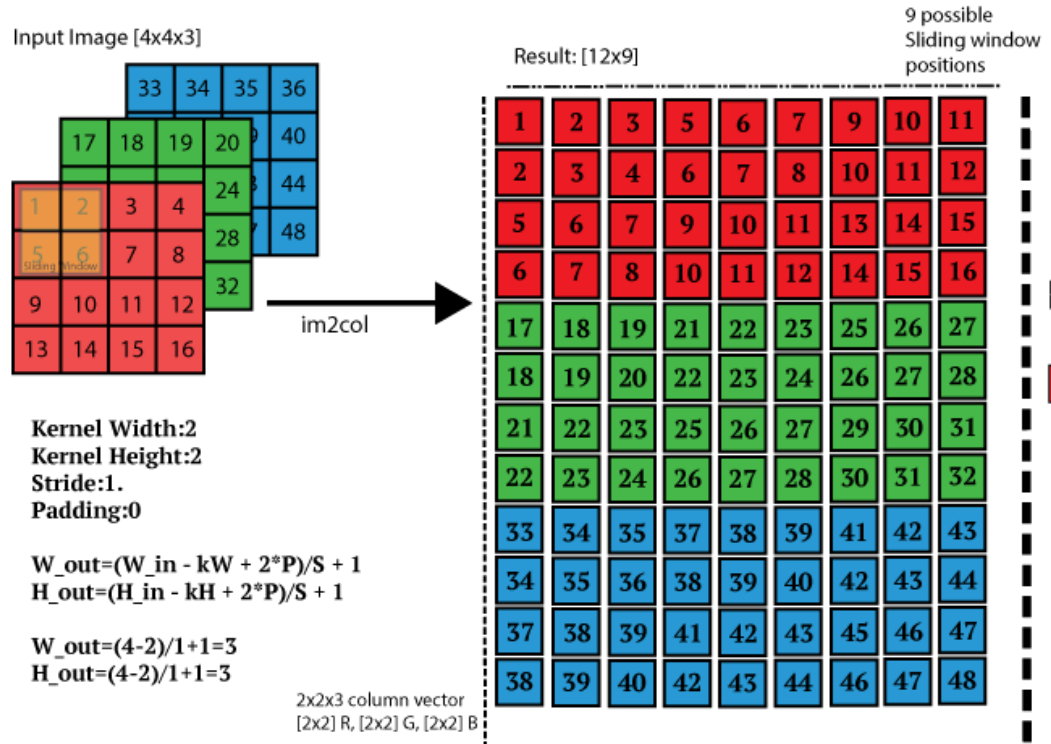 Input Image [4x4x3]
33 34 35 36
40
44
48
17 18 19 20
24
28
32
1 2 3 4
5 6 7 8
Sliding Window
9 10 11 12
13 14 15 16
im2col
Kernel Width:2
Kernel Height:2
Stride:1.
Padding:0
W_out=(W_in - kW + 2*P)/S + 1
H_out=(H_in - kH + 2*P)/S + 1
W_out=(4-2)/1+1=3
H_out=(4-2)/1+1=3
2x2x3 column vector
[2x2] R, [2x2] G, [2x2] B
Result: [12x9]
9 possible
Sliding window
positions
1 2 3 5 6 7 9 10 11
2 3 4 6 7 8 10 11 12
5 6 7 9 10 11 13 14 15
6 7 8 10 11 12 14 15 16
17 18 19 21 22 23 25 26 27
18 19 20 22 23 24 26 27 28
21 22 23 25 26 27 29 30 31
22 23 24 26 27 28 30 31 32
33 34 35 37 38 39 41 42 43
34 35 36 38 39 40 42 43 44
37 38 39 41 42 43 45 46 47
38 39 40 42 43 44 46 47 48